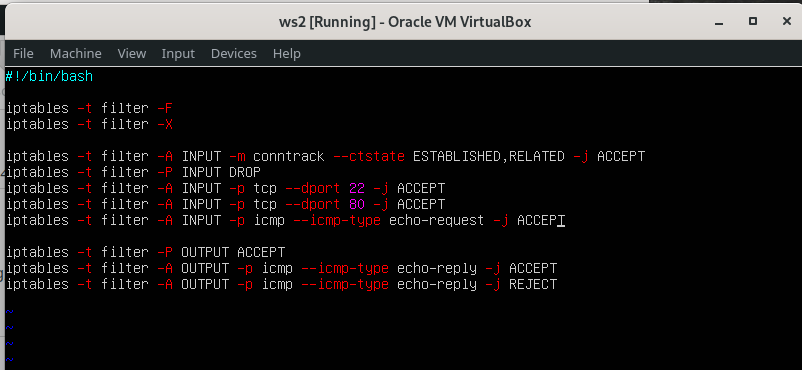 ws2 [Running] - Oracle VM VirtualBox
File Machine View Input Devices Help
#!/bin/bash
iptables -t filter -F
iptables -t filter -X
iptables -t filter -A INPUT -m conntrack --ctstate ESTABLISHED,RELATED -j ACCEPT
iptables -t filter -P INPUT DROP
iptables -t filter -A INPUT -p tcp --dport 22 -j ACCEPT
iptables -t filter -A INPUT -p tcp --dport 80 -j ACCEPT
iptables -t filter -A INPUT -p icmp --icmp-type echo-request -j ACCEPT
iptables -t filter -P OUTPUT ACCEPT
iptables -t filter -A OUTPUT -p icmp --icmp-type echo-reply -j ACCEPT
iptables -t filter -A OUTPUT -p icmp --icmp-type echo-reply -j REJECT
~
~
~
~